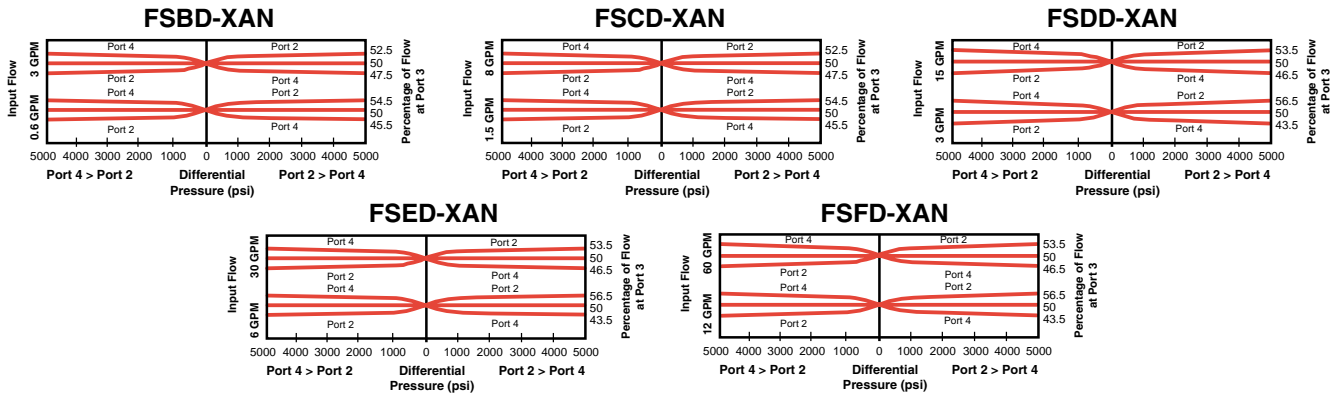 FSBD-XAN
Input Flow
3 GPM
0.6 GPM
Port 4
Port 2
Port 2
Port 4
Port 4
Port 2
Port 2
Port 4
52.5
50
47.5
54.5
50
45.5
Percentage of Flow
at Port 3
5000 4000 3000 2000 1000 0 1000 2000 3000 4000 5000
Port 4 > Port 2 Differential Port 2 > Port 4
Pressure (psi)
FSCD-XAN
Input Flow
8 GPM
1.5 GPM
Port 4
Port 2
Port 2
Port 4
Port 4
Port 2
Port 2
Port 4
52.5
50
47.5
54.5
50
45.5
Percentage of Flow
at Port 3
5000 4000 3000 2000 1000 0 1000 2000 3000 4000 5000
Port 4 > Port 2 Differential Port 2 > Port 4
Pressure (psi)
FSDD-XAN
Input Flow
15 GPM
3 GPM
Port 4
Port 2
Port 2
Port 4
Port 4
Port 2
Port 2
Port 4
53.5
50
46.5
56.5
50
43.5
Percentage of Flow
at Port 3
5000 4000 3000 2000 1000 0 1000 2000 3000 4000 5000
Port 4 > Port 2 Differential Port 2 > Port 4
Pressure (psi)
FSED-XAN
Input Flow
30 GPM
6 GPM
Port 4
Port 2
Port 2
Port 4
Port 4
Port 2
Port 2
Port 4
53.5
50
46.5
56.5
50
43.5
Percentage of Flow
at Port 3
5000 4000 3000 2000 1000 0 1000 2000 3000 4000 5000
Port 4 > Port 2 Differential Port 2 > Port 4
Pressure (psi)
FSFD-XAN
Input Flow
60 GPM
12 GPM
Port 4
Port 2
Port 2
Port 4
Port 4
Port 2
Port 2
Port 4
53.5
50
46.5
56.5
50
43.5
Percentage of Flow
at Port 3
5000 4000 3000 2000 1000 0 1000 2000 3000 4000 5000
Port 4 > Port 2 Differential Port 2 > Port 4
Pressure (psi)